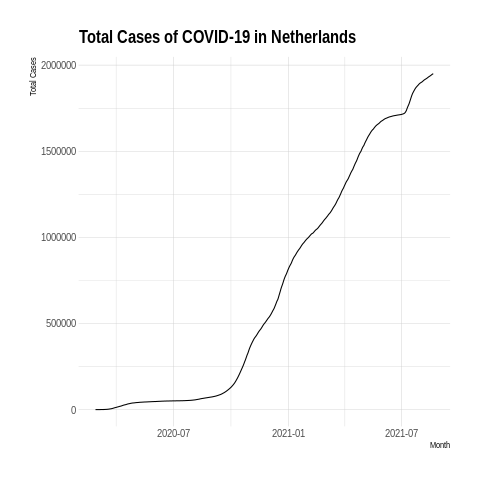 Total Cases of COVID-19 in Netherlands
Total Cases
2000000
1500000
1000000
500000
0
2020-07
2021-01
2021-07
Month